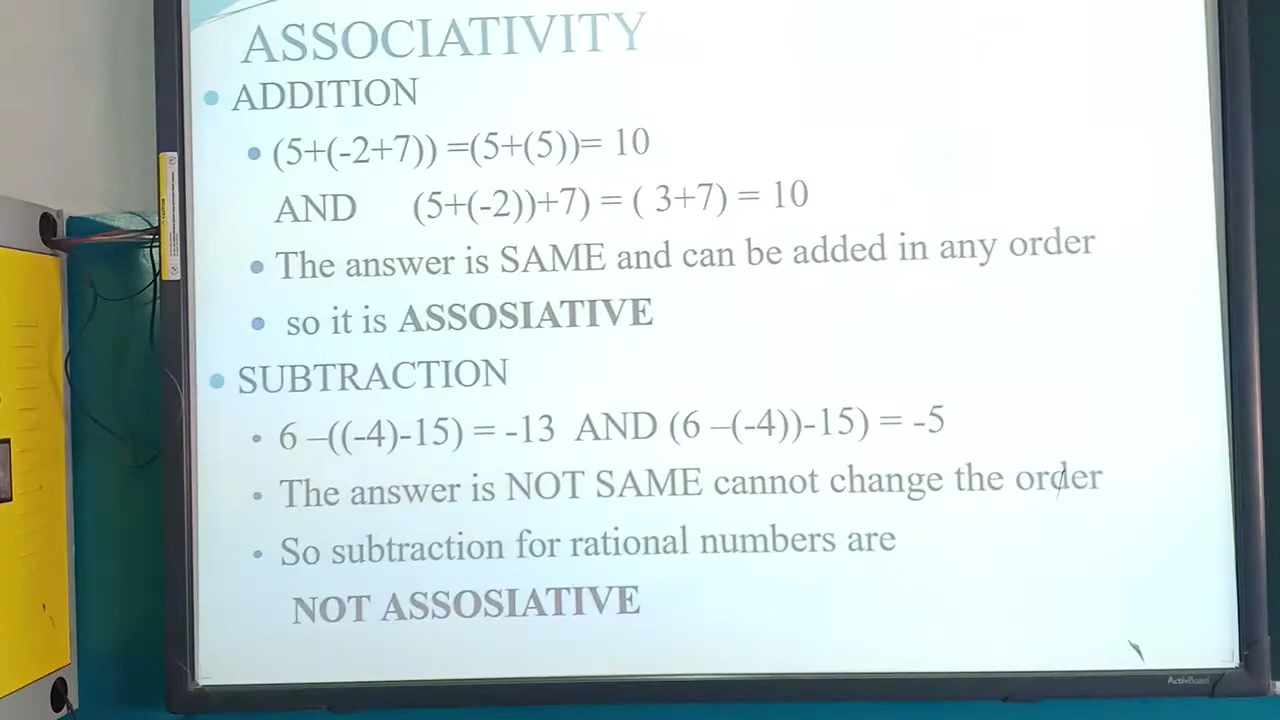 ASSOCIATIVITY
• ADDITION
• (5+(-2+7)) =(5+(5))= 10
AND (5+(-2))+7) = ( 3+7) = 10
• The answer is SAME and can be added in any order
• so it is ASSOSIATIVE
• SUBTRACTION
• 6 –((-4)-15) = -13 AND (6 –(-4))-15) = -5
• The answer is NOT SAME cannot change the order
• So subtraction for rational numbers are
NOT ASSOSIATIVE
ActivBoard